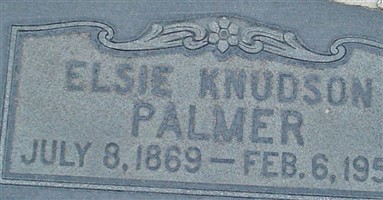 ELSIE KNUDSON
PALMER
JULY 8, 1869 — FEB. 6, 195